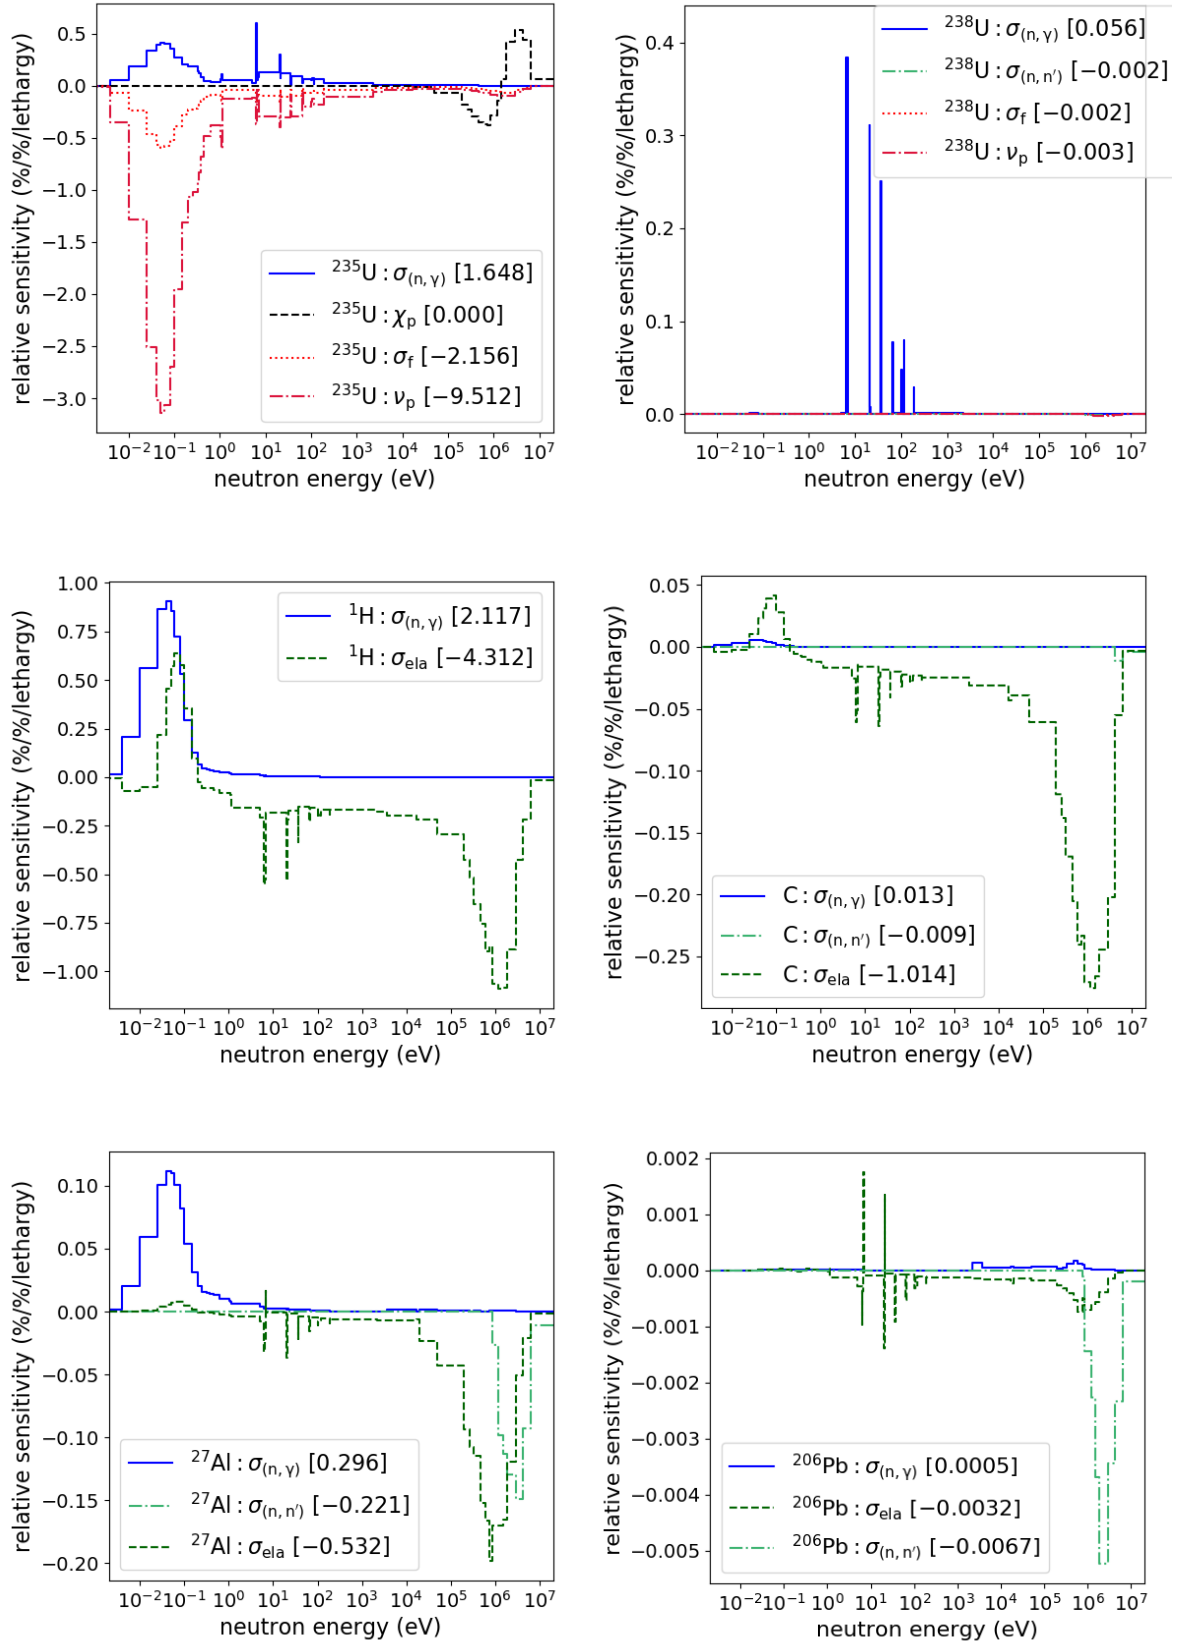 relative sensitivity (%/%/lethargy)
0.5
0.0
−0.5
−1.0
−1.5
−2.0
−2.5
−3.0
²³⁵U : σ(n, γ) [1.648]
²³⁵U : χp [0.000]
²³⁵U : σf [−2.156]
²³⁵U : νp [−9.512]
10⁻² 10⁻¹ 10⁰ 10¹ 10² 10³ 10⁴ 10⁵ 10⁶ 10⁷
neutron energy (eV)
relative sensitivity (%/%/lethargy)
0.4
0.3
0.2
0.1
0.0
²³⁸U : σ(n, γ) [0.056]
²³⁸U : σ(n, n′) [−0.002]
²³⁸U : σf [−0.002]
²³⁸U : νp [−0.003]
10⁻² 10⁻¹ 10⁰ 10¹ 10² 10³ 10⁴ 10⁵ 10⁶ 10⁷
neutron energy (eV)
relative sensitivity (%/%/lethargy)
1.00
0.75
0.50
0.25
0.00
−0.25
−0.50
−0.75
−1.00
¹H : σ(n, γ) [2.117]
¹H : σela [−4.312]
10⁻² 10⁻¹ 10⁰ 10¹ 10² 10³ 10⁴ 10⁵ 10⁶ 10⁷
neutron energy (eV)
relative sensitivity (%/%/lethargy)
0.05
0.00
−0.05
−0.10
−0.15
−0.20
−0.25
C : σ(n, γ) [0.013]
C : σ(n, n′) [−0.009]
C : σela [−1.014]
10⁻² 10⁻¹ 10⁰ 10¹ 10² 10³ 10⁴ 10⁵ 10⁶ 10⁷
neutron energy (eV)
relative sensitivity (%/%/lethargy)
0.10
0.05
0.00
−0.05
−0.10
−0.15
−0.20
²⁷Al : σ(n, γ) [0.296]
²⁷Al : σ(n, n′) [−0.221]
²⁷Al : σela [−0.532]
10⁻² 10⁻¹ 10⁰ 10¹ 10² 10³ 10⁴ 10⁵ 10⁶ 10⁷
neutron energy (eV)
relative sensitivity (%/%/lethargy)
0.002
0.001
0.000
−0.001
−0.002
−0.003
−0.004
−0.005
²⁰⁶Pb : σ(n, γ) [0.0005]
²⁰⁶Pb : σela [−0.0032]
²⁰⁶Pb : σ(n, n′) [−0.0067]
10⁻² 10⁻¹ 10⁰ 10¹ 10² 10³ 10⁴ 10⁵ 10⁶ 10⁷
neutron energy (eV)